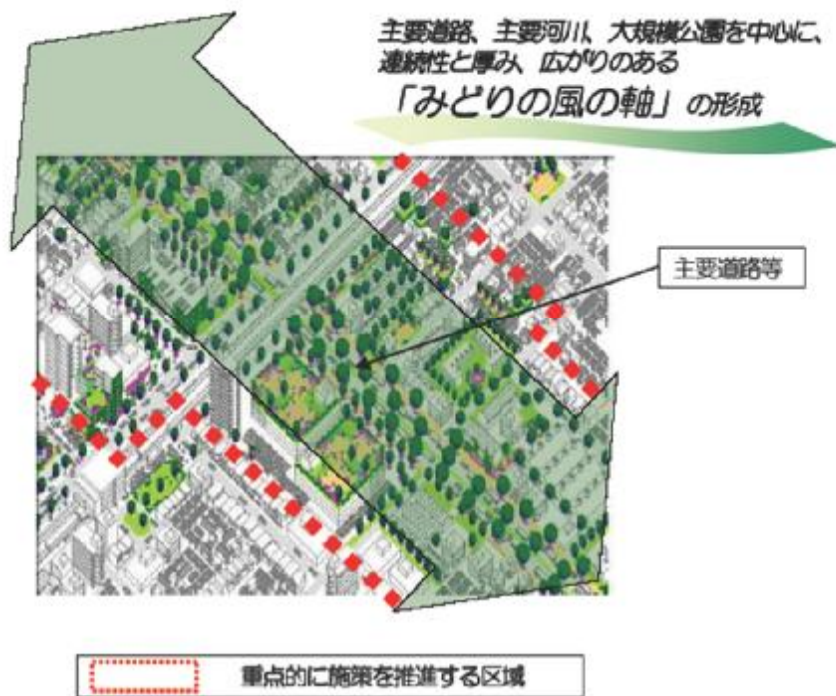 主要道路、主要河川、大規模公園を中心に、
連続性と厚み、広がりのある
「みどりの風の軸」の形成
主要道路等
重点的に施策を推進する区域